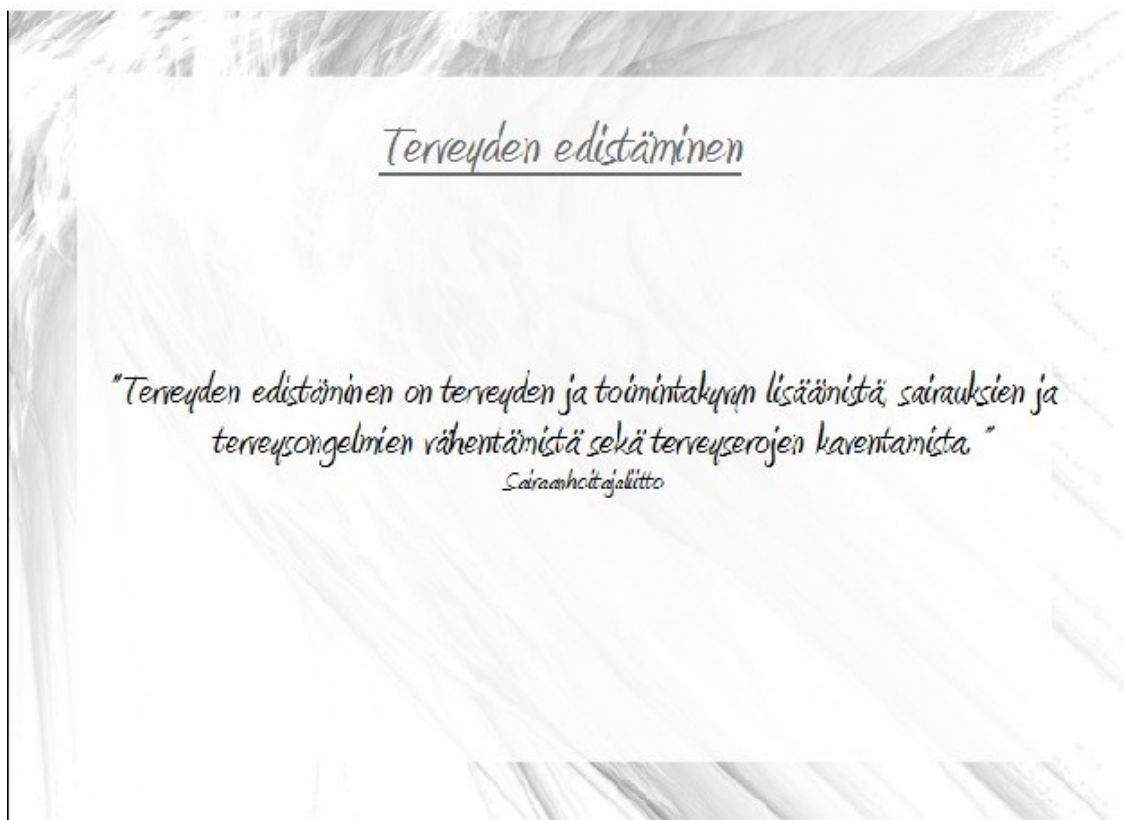 Terveyden edistäminen
"Terveyden edistäminen on terveyden ja toimintakyvyn lisäämistä, sairauksien ja
terveysongelmien vähentämistä sekä terveyserojen kaventamista."
Sairaanhoitajaliitto